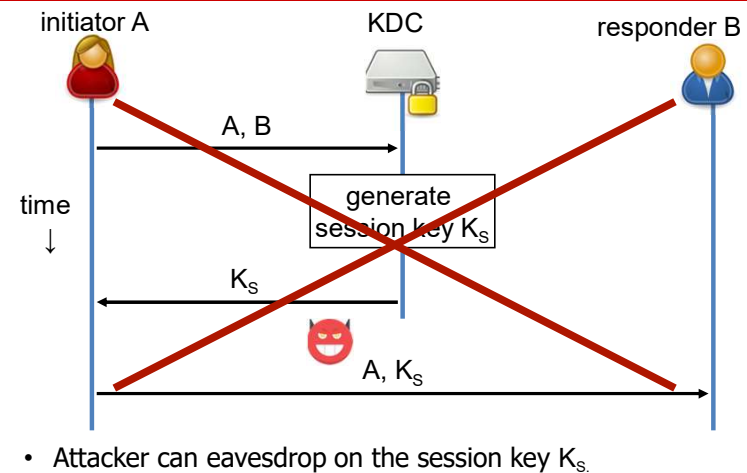 initiator A
KDC
responder B
A, B
time
↓
generate
session key Kₛ
Kₛ
A, Kₛ
• Attacker can eavesdrop on the session key Kₛ.